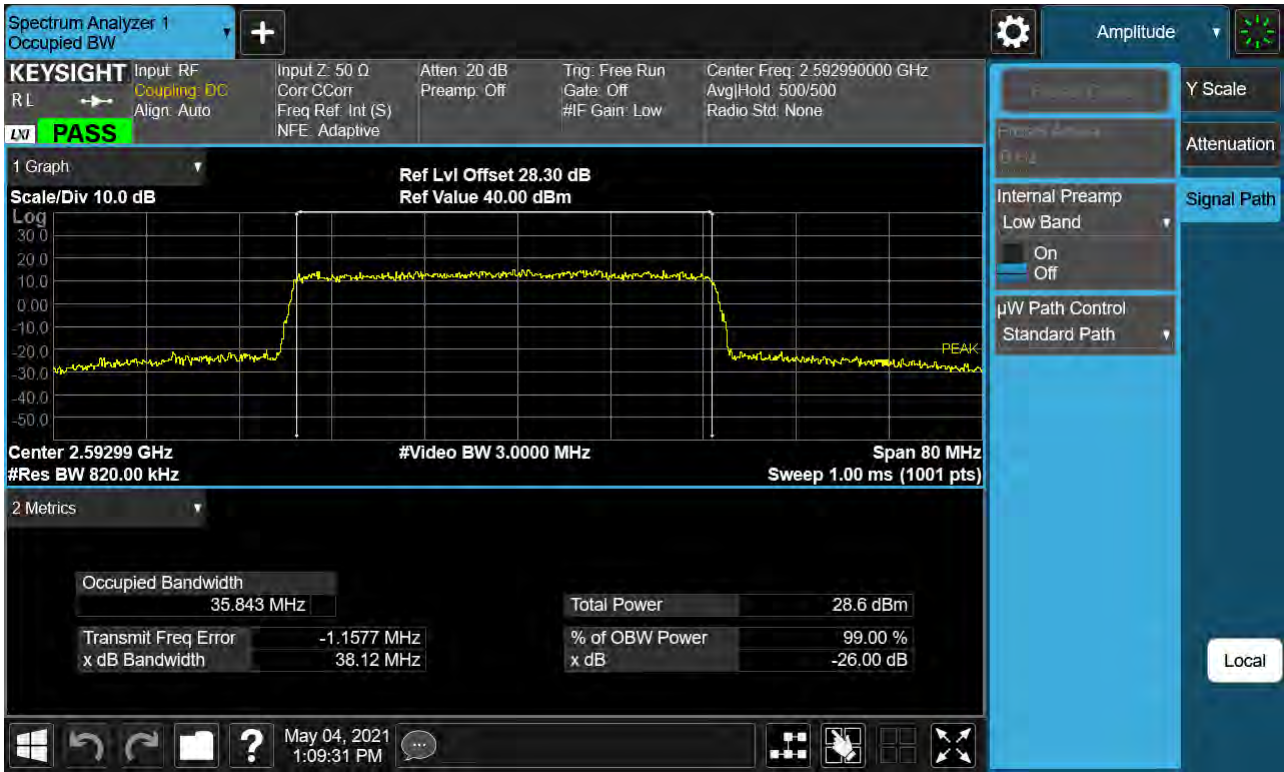 Spectrum Analyzer 1
Occupied BW
+
Amplitude
KEYSIGHT
RL
LXI
PASS
Input: RF
Coupling: DC
Align: Auto
Input Z: 50 Ω
Corr CCorr
Freq Ref: Int (S)
NFE: Adaptive
Atten: 20 dB
Preamp: Off
Trig: Free Run
Gate: Off
#IF Gain: Low
Center Freq: 2.592990000 GHz
Avg|Hold: 500/500
Radio Std: None
1 Graph
Scale/Div 10.0 dB
Ref Lvl Offset 28.30 dB
Ref Value 40.00 dBm
Log
30.0
20.0
10.0
0.00
-10.0
-20.0
-30.0
-40.0
-50.0
PEAK
Center 2.59299 GHz
#Res BW 820.00 kHz
#Video BW 3.0000 MHz
Span 80 MHz
Sweep 1.00 ms (1001 pts)
2 Metrics
Occupied Bandwidth
35.843 MHz
Total Power 28.6 dBm
Transmit Freq Error -1.1577 MHz
% of OBW Power 99.00 %
x dB Bandwidth 38.12 MHz
x dB -26.00 dB
Internal Preamp
Low Band
On
Off
µW Path Control
Standard Path
Y Scale
Attenuation
Signal Path
Local
?
May 04, 2021
1:09:31 PM